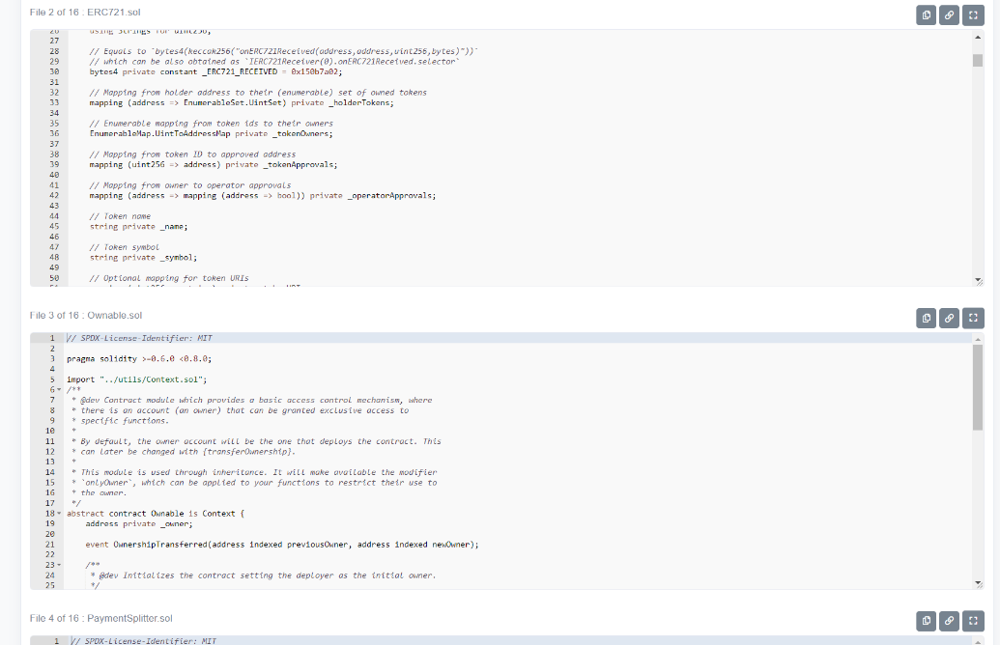 File 2 of 16 : ERC721.sol
26 using Strings for uint256;
27
28 // Equals to `bytes4(keccak256("onERC721Received(address,address,uint256,bytes)"))`
29 // which can be also obtained as `IERC721Receiver(0).onERC721Received.selector`
30 bytes4 private constant _ERC721_RECEIVED = 0x150b7a02;
31
32 // Mapping from holder address to their (enumerable) set of owned tokens
33 mapping (address => EnumerableSet.UintSet) private _holderTokens;
34
35 // Enumerable mapping from token ids to their owners
36 EnumerableMap.UintToAddressMap private _tokenOwners;
37
38 // Mapping from token ID to approved address
39 mapping (uint256 => address) private _tokenApprovals;
40
41 // Mapping from owner to operator approvals
42 mapping (address => mapping (address => bool)) private _operatorApprovals;
43
44 // Token name
45 string private _name;
46
47 // Token symbol
48 string private _symbol;
49
50 // Optional mapping for token URIs
File 3 of 16 : Ownable.sol
1 // SPDX-License-Identifier: MIT
2
3 pragma solidity >=0.6.0 <0.8.0;
4
5 import "../utils/Context.sol";
6 /**
7 * @dev Contract module which provides a basic access control mechanism, where
8 * there is an account (an owner) that can be granted exclusive access to
9 * specific functions.
10 *
11 * By default, the owner account will be the one that deploys the contract. This
12 * can later be changed with {transferOwnership}.
13 *
14 * This module is used through inheritance. It will make available the modifier
15 * `onlyOwner`, which can be applied to your functions to restrict their use to
16 * the owner.
17 */
18 abstract contract Ownable is Context {
19 address private _owner;
20
21 event OwnershipTransferred(address indexed previousOwner, address indexed newOwner);
22
23 /**
24 * @dev Initializes the contract setting the deployer as the initial owner.
25 */
File 4 of 16 : PaymentSplitter.sol
1 // SPDX-License-Identifier: MIT